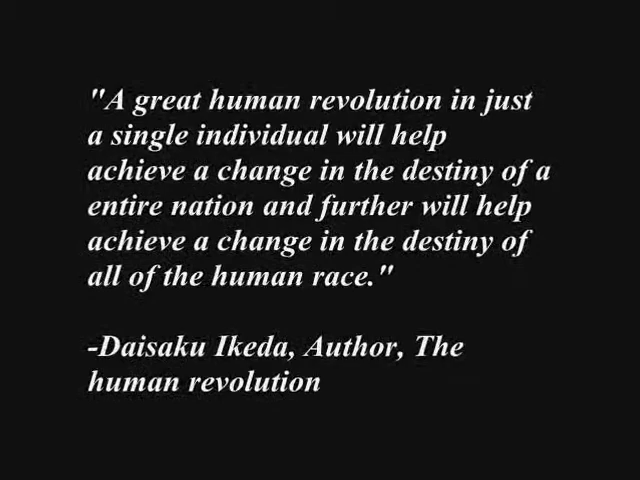 "A great human revolution in just
a single individual will help
achieve a change in the destiny of a
entire nation and further will help
achieve a change in the destiny of
all of the human race."
-Daisaku Ikeda, Author, The
human revolution